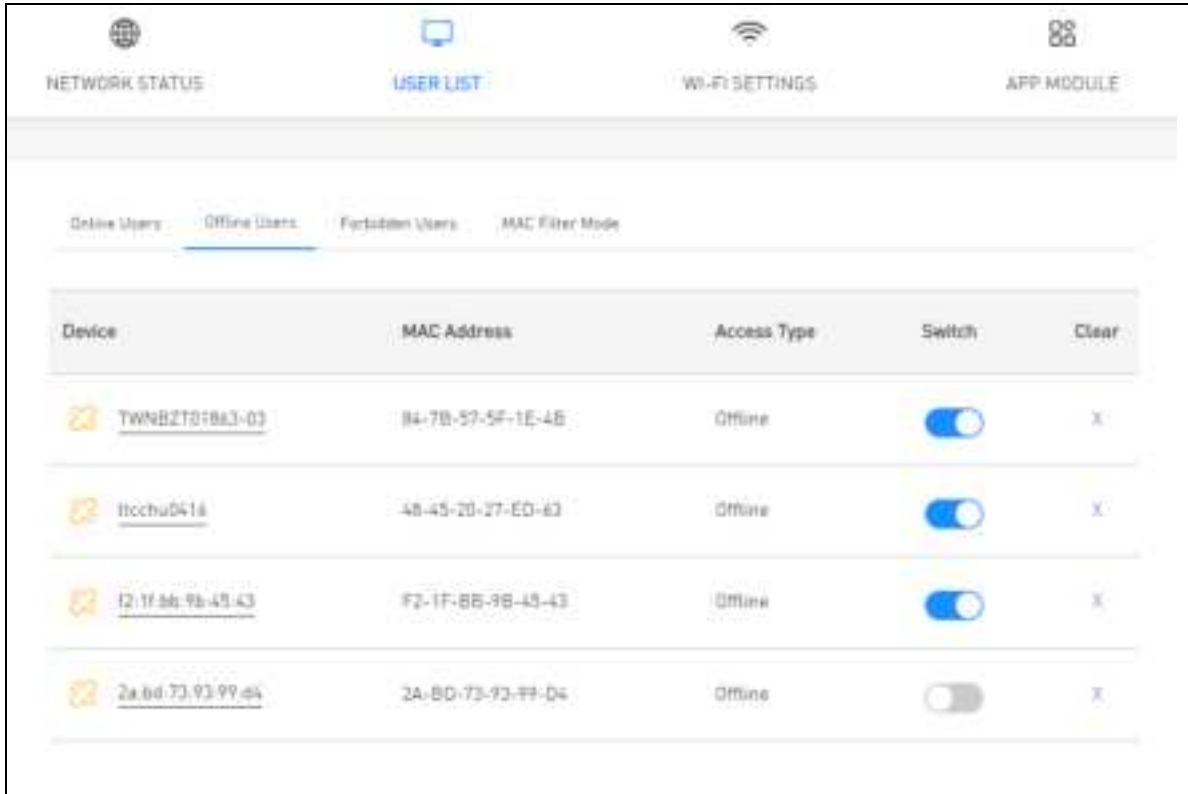 NETWORK STATUS USER LIST WI-FI SETTINGS APP MODULE
Online Users Offline Users Forbidden Users MAC Filter Mode
Device MAC Address Access Type Switch Clear
TWNBZT01863-03 84-7B-57-5F-1E-4B Offline X
ttcchu0416 48-45-20-27-ED-63 Offline X
f2:1f:bb:9b:45:43 F2-1F-BB-9B-45-43 Offline X
2a:bd:73:93:99:d4 2A-BD-73-93-99-D4 Offline X